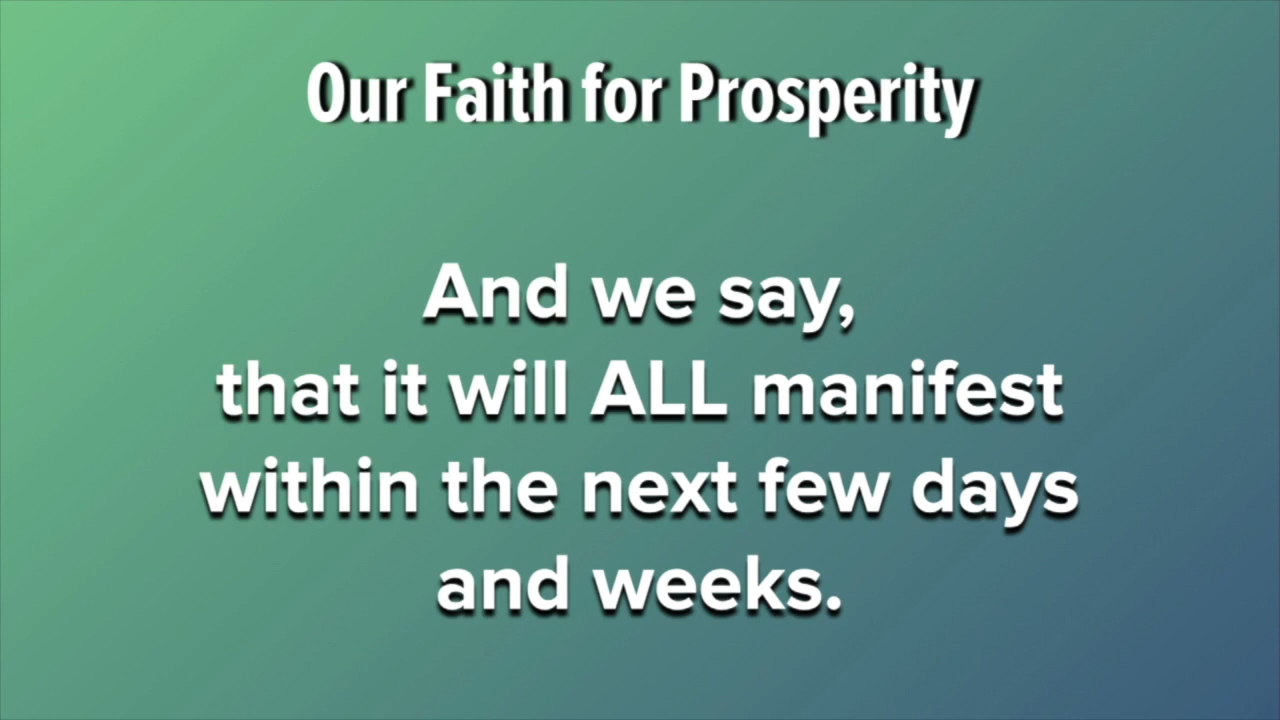 Our Faith for Prosperity
And we say,
that it will ALL manifest
within the next few days
and weeks.